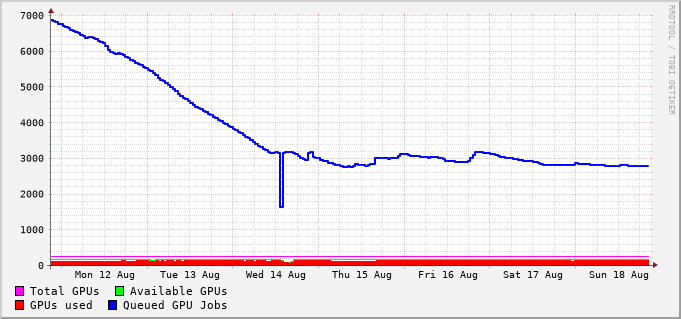 7000
6000
5000
4000
3000
2000
1000
0
Mon 12 Aug Tue 13 Aug Wed 14 Aug Thu 15 Aug Fri 16 Aug Sat 17 Aug Sun 18 Aug
Total GPUs Available GPUs
GPUs used Queued GPU Jobs
RRDTOOL / TOBI OETIKER